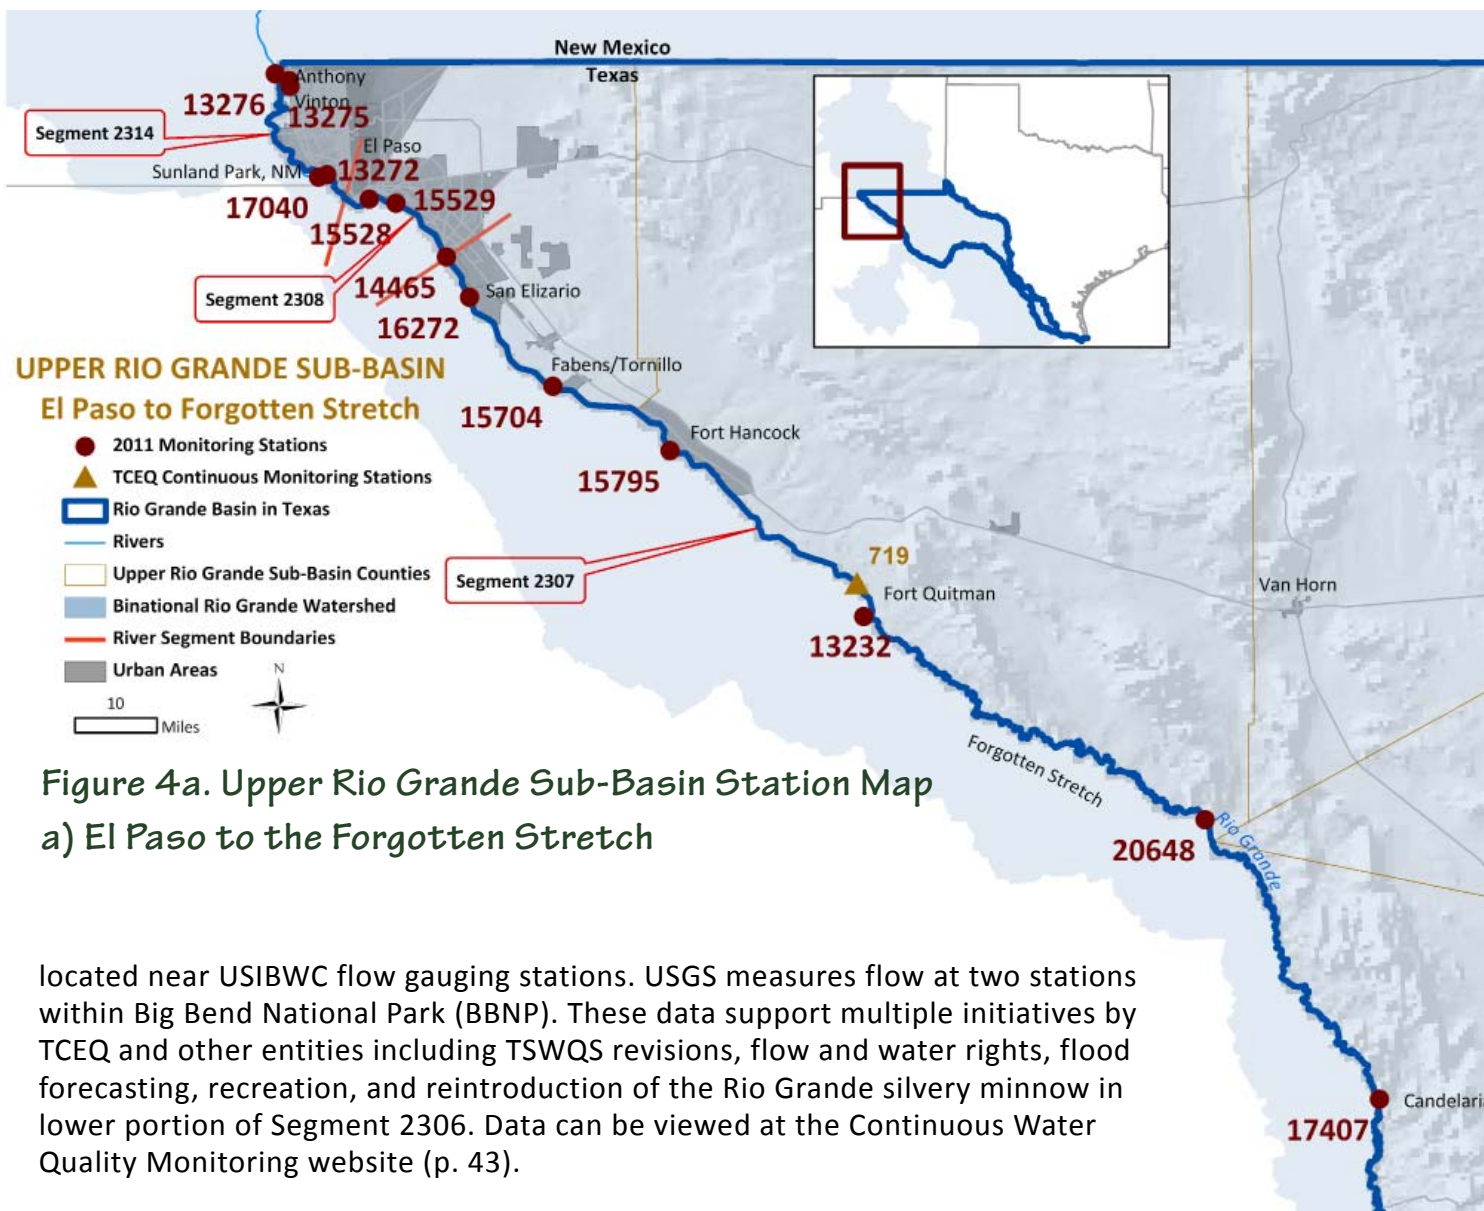 New Mexico
Texas
Anthony
13276
Vinton
13275
Segment 2314
El Paso
Sunland Park, NM
13272
17040
15529
15528
Segment 2308
14465
San Elizario
16272
UPPER RIO GRANDE SUB-BASIN
El Paso to Forgotten Stretch
Fabens/Tornillo
15704
2011 Monitoring Stations
Fort Hancock
TCEQ Continuous Monitoring Stations
15795
Rio Grande Basin in Texas
Rivers
719
Upper Rio Grande Sub-Basin Counties
Segment 2307
Fort Quitman
Van Horn
Binational Rio Grande Watershed
River Segment Boundaries
13232
Urban Areas
N
10
Miles
Forgotten Stretch
Figure 4a. Upper Rio Grande Sub-Basin Station Map
a) El Paso to the Forgotten Stretch
Rio Grande
20648
located near USIBWC flow gauging stations. USGS measures flow at two stations
within Big Bend National Park (BBNP). These data support multiple initiatives by
TCEQ and other entities including TSWQS revisions, flow and water rights, flood
forecasting, recreation, and reintroduction of the Rio Grande silvery minnow in
lower portion of Segment 2306. Data can be viewed at the Continuous Water
Quality Monitoring website (p. 43).
Candelari
17407